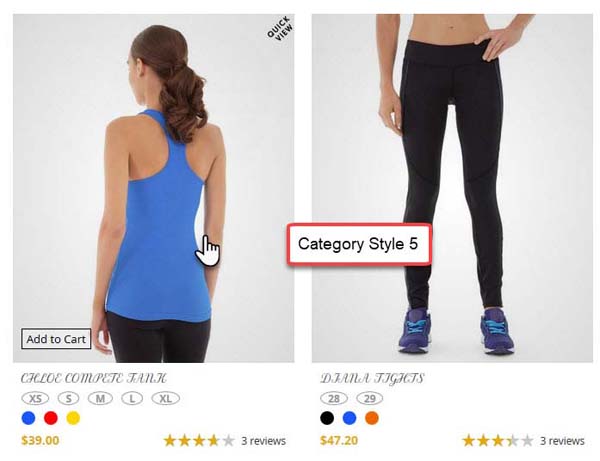 QUICK
VIEW
Category Style 5
Add to Cart
CHLOE COMPETE TANK
XS S M L XL
$39.00 3 reviews
DIANA TIGHTS
28 29
$47.20 3 reviews